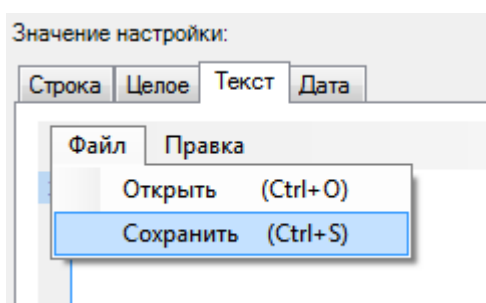 Значение настройки:
Строка Целое Текст Дата
Файл Правка
Открыть (Ctrl+O)
Сохранить (Ctrl+S)